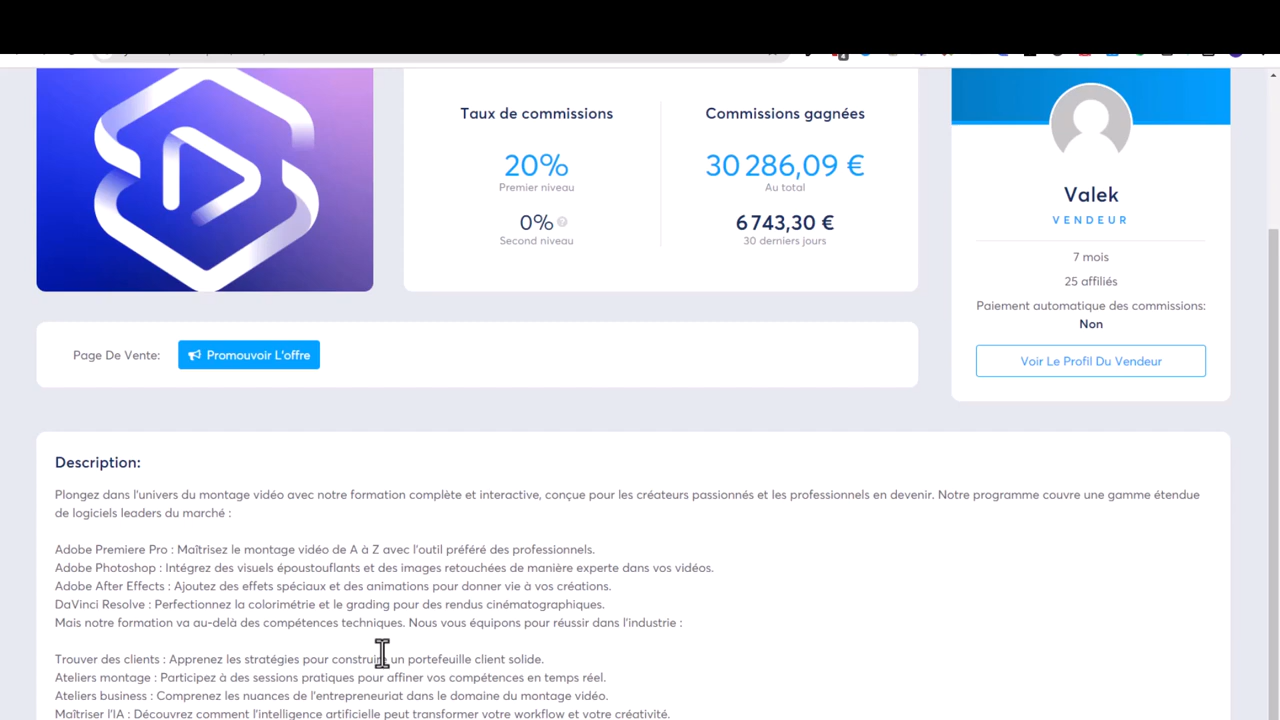 Taux de commissions
20%
Premier niveau
0%
Second niveau
Commissions gagnées
30 286,09 €
Au total
6 743,30 €
30 derniers jours
Valek
VENDEUR
7 mois
25 affiliés
Paiement automatique des commissions:
Non
Voir Le Profil Du Vendeur
Page De Vente:
Promouvoir L'offre
Description:
Plongez dans l'univers du montage vidéo avec notre formation complète et interactive, conçue pour les créateurs passionnés et les professionnels en devenir. Notre programme couvre une gamme étendue
de logiciels leaders du marché :
Adobe Premiere Pro : Maîtrisez le montage vidéo de A à Z avec l'outil préféré des professionnels.
Adobe Photoshop : Intégrez des visuels époustouflants et des images retouchées de manière experte dans vos vidéos.
Adobe After Effects : Ajoutez des effets spéciaux et des animations pour donner vie à vos créations.
DaVinci Resolve : Perfectionnez la colorimétrie et le grading pour des rendus cinématographiques.
Mais notre formation va au-delà des compétences techniques. Nous vous équipons pour réussir dans l'industrie :
Trouver des clients : Apprenez les stratégies pour construire un portefeuille client solide.
Ateliers montage : Participez à des sessions pratiques pour affiner vos compétences en temps réel.
Ateliers business : Comprenez les nuances de l'entrepreneuriat dans le domaine du montage vidéo.
Maîtriser l'IA : Découvrez comment l'intelligence artificielle peut transformer votre workflow et votre créativité.